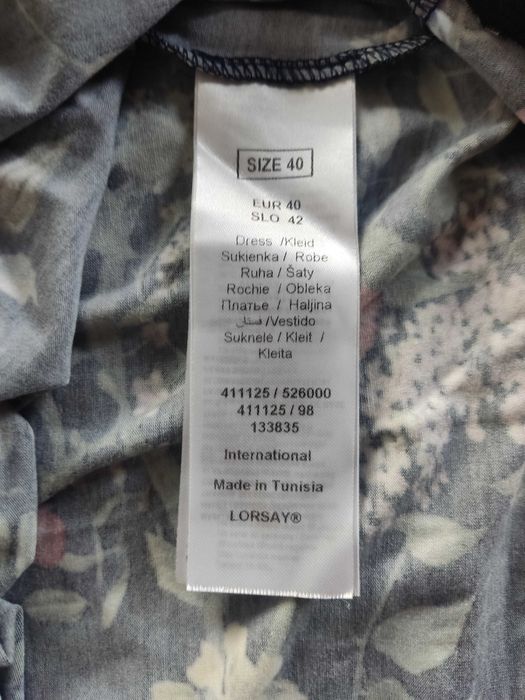 SIZE 40
EUR 40
SLO 42
Dress /Kleid
Sukienka / Robe
Ruha / Šaty
Rochie / Obleka
Платье / Haljina
فستان /Vestido
Suknelė / Kleit /
Kleita
411125 / 526000
411125 / 98
133835
International
Made in Tunisia
LORSAY®